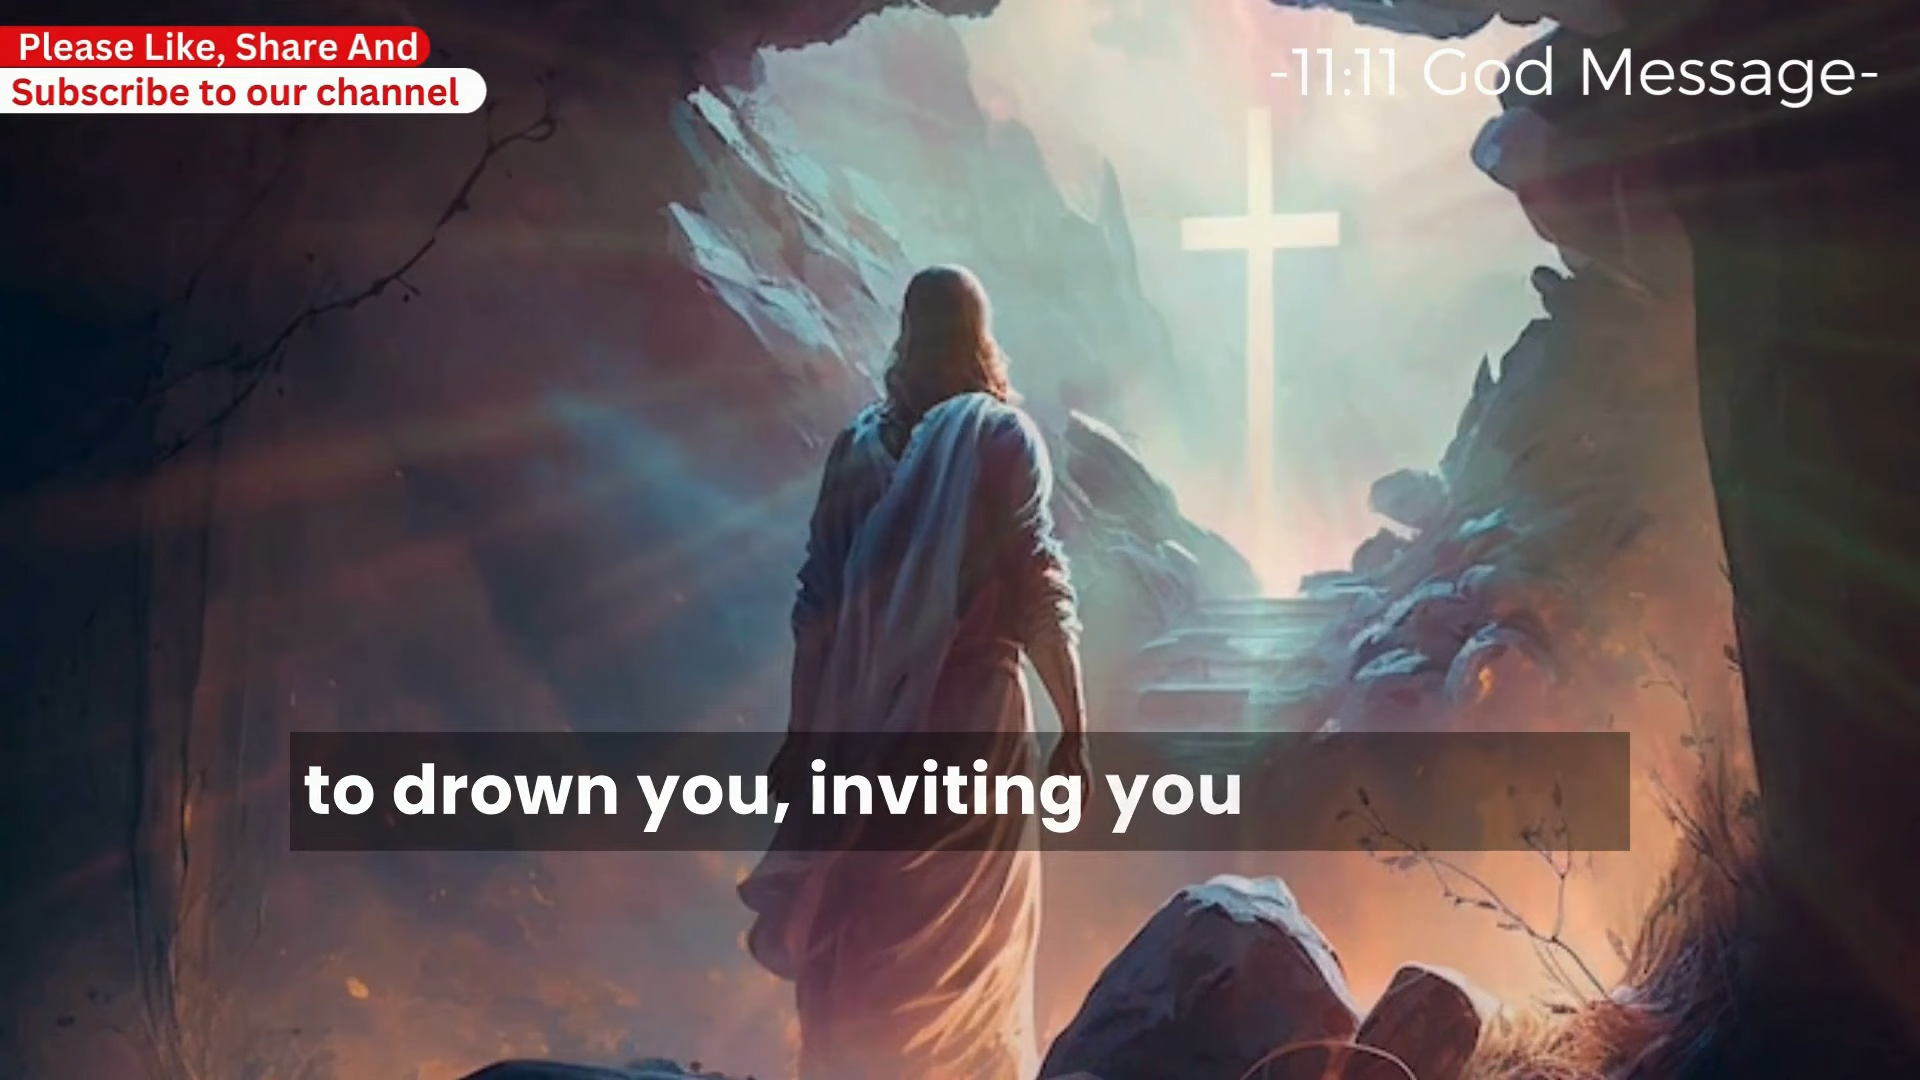 Please Like, Share And
Subscribe to our channel
-11:11 God Message-
to drown you, inviting you